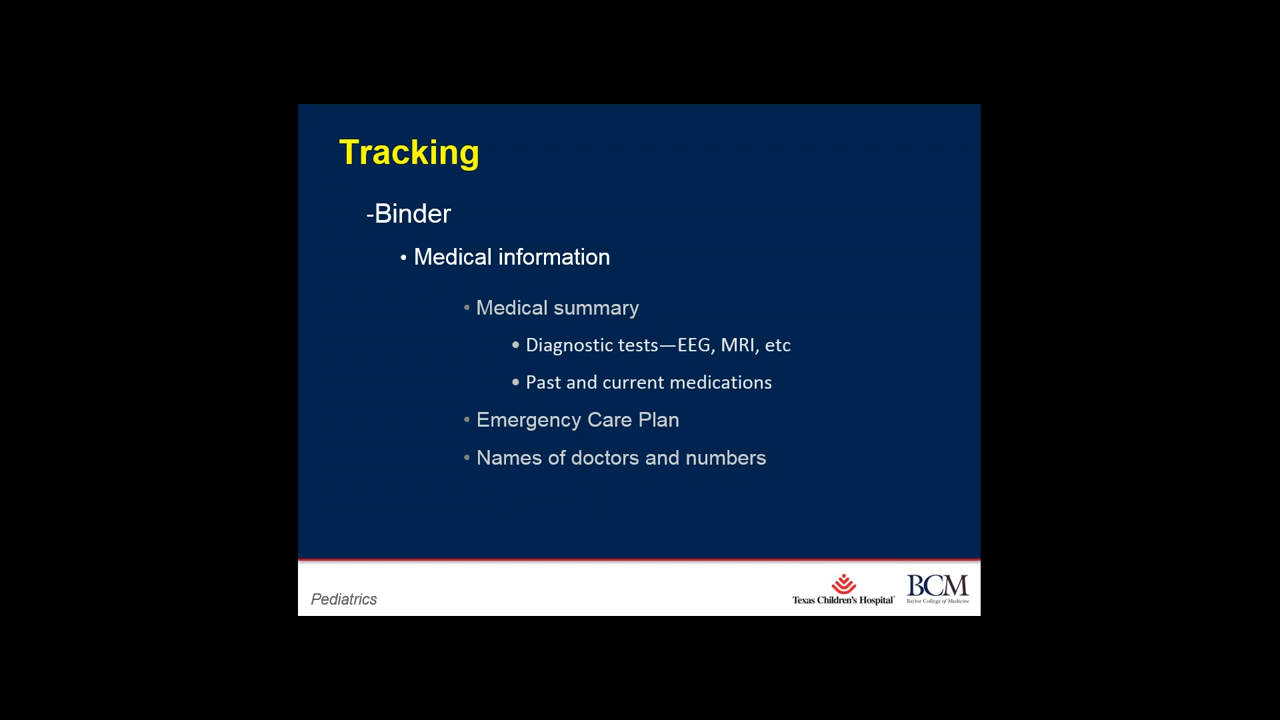 Tracking
-Binder
• Medical information
• Medical summary
• Diagnostic tests—EEG, MRI, etc
• Past and current medications
• Emergency Care Plan
• Names of doctors and numbers
Pediatrics
Texas Children's Hospital
BCM
Baylor College of Medicine